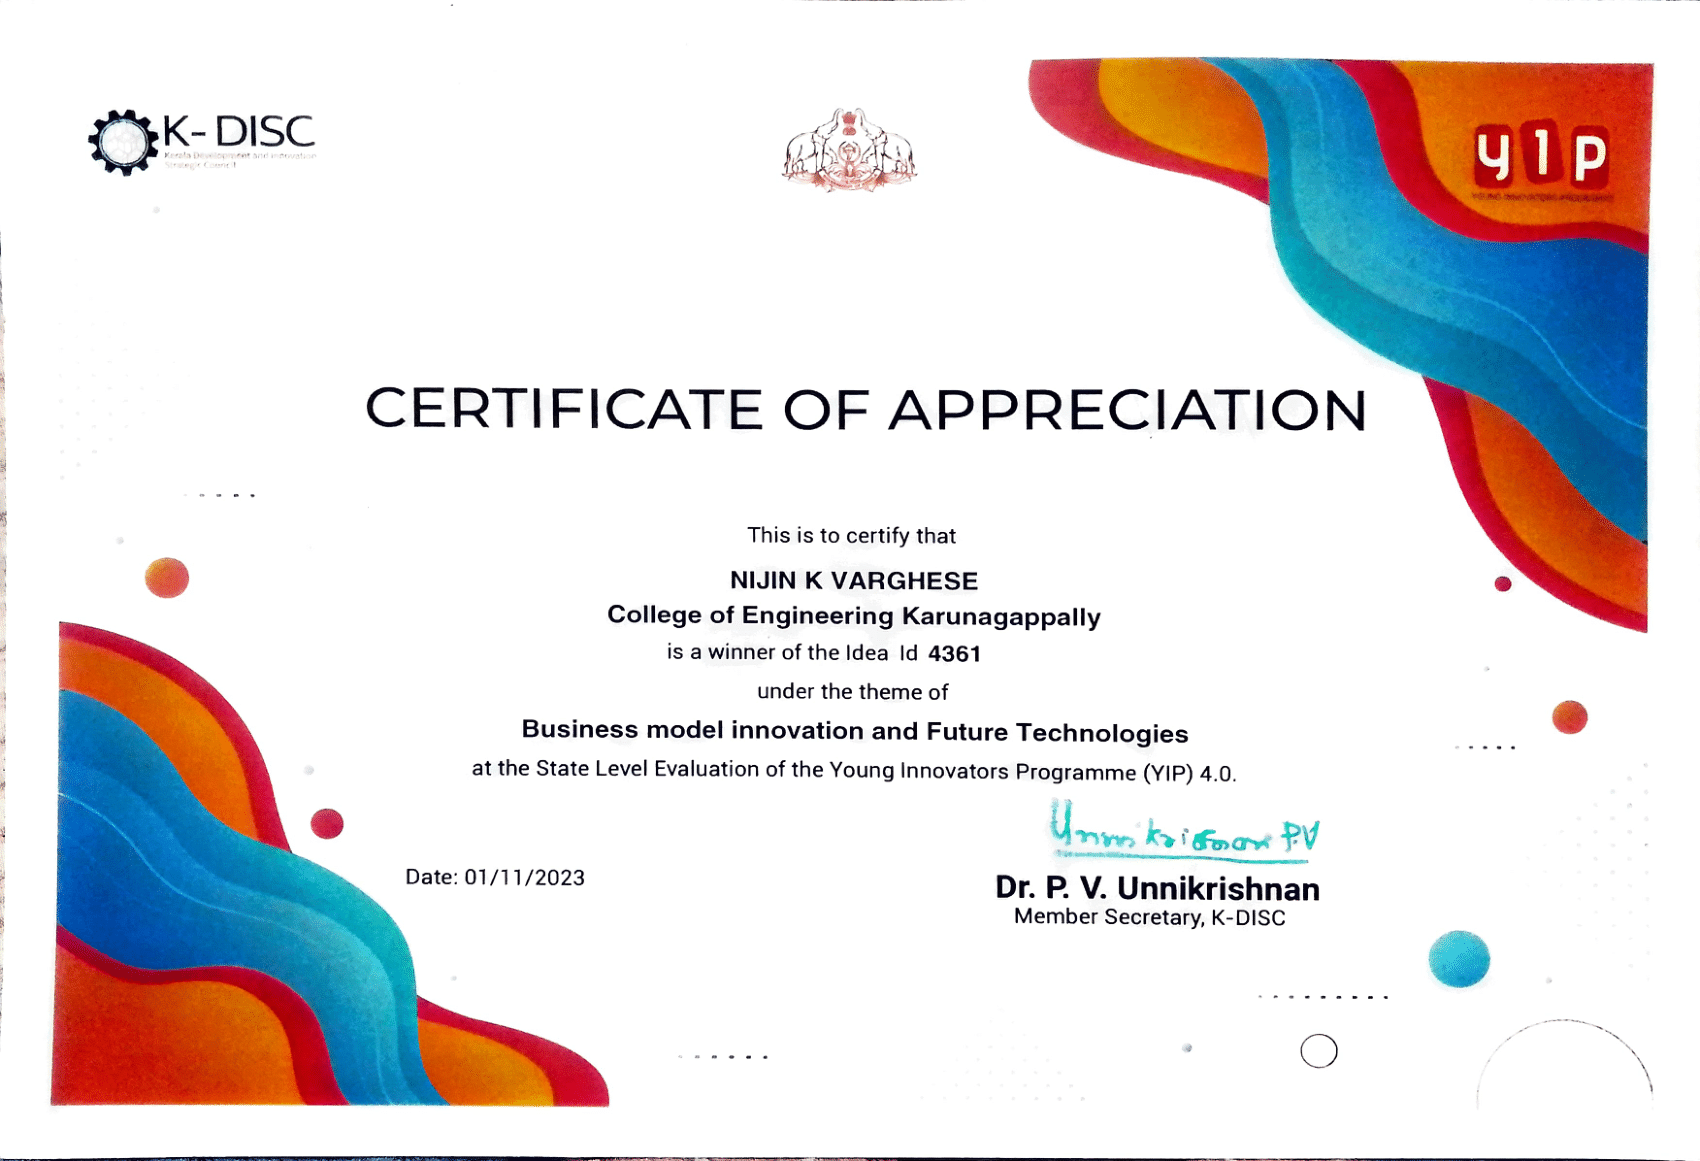 K- DISC
Kerala Development and Innovation
Strategic Council
yip
YOUNG INNOVATORS PROGRAMME
CERTIFICATE OF APPRECIATION
This is to certify that
NIJIN K VARGHESE
College of Engineering Karunagappally
is a winner of the Idea Id 4361
under the theme of
Business model innovation and Future Technologies
at the State Level Evaluation of the Young Innovators Programme (YIP) 4.0.
Unnikrishnan P.V
Date: 01/11/2023
Dr. P. V. Unnikrishnan
Member Secretary, K-DISC